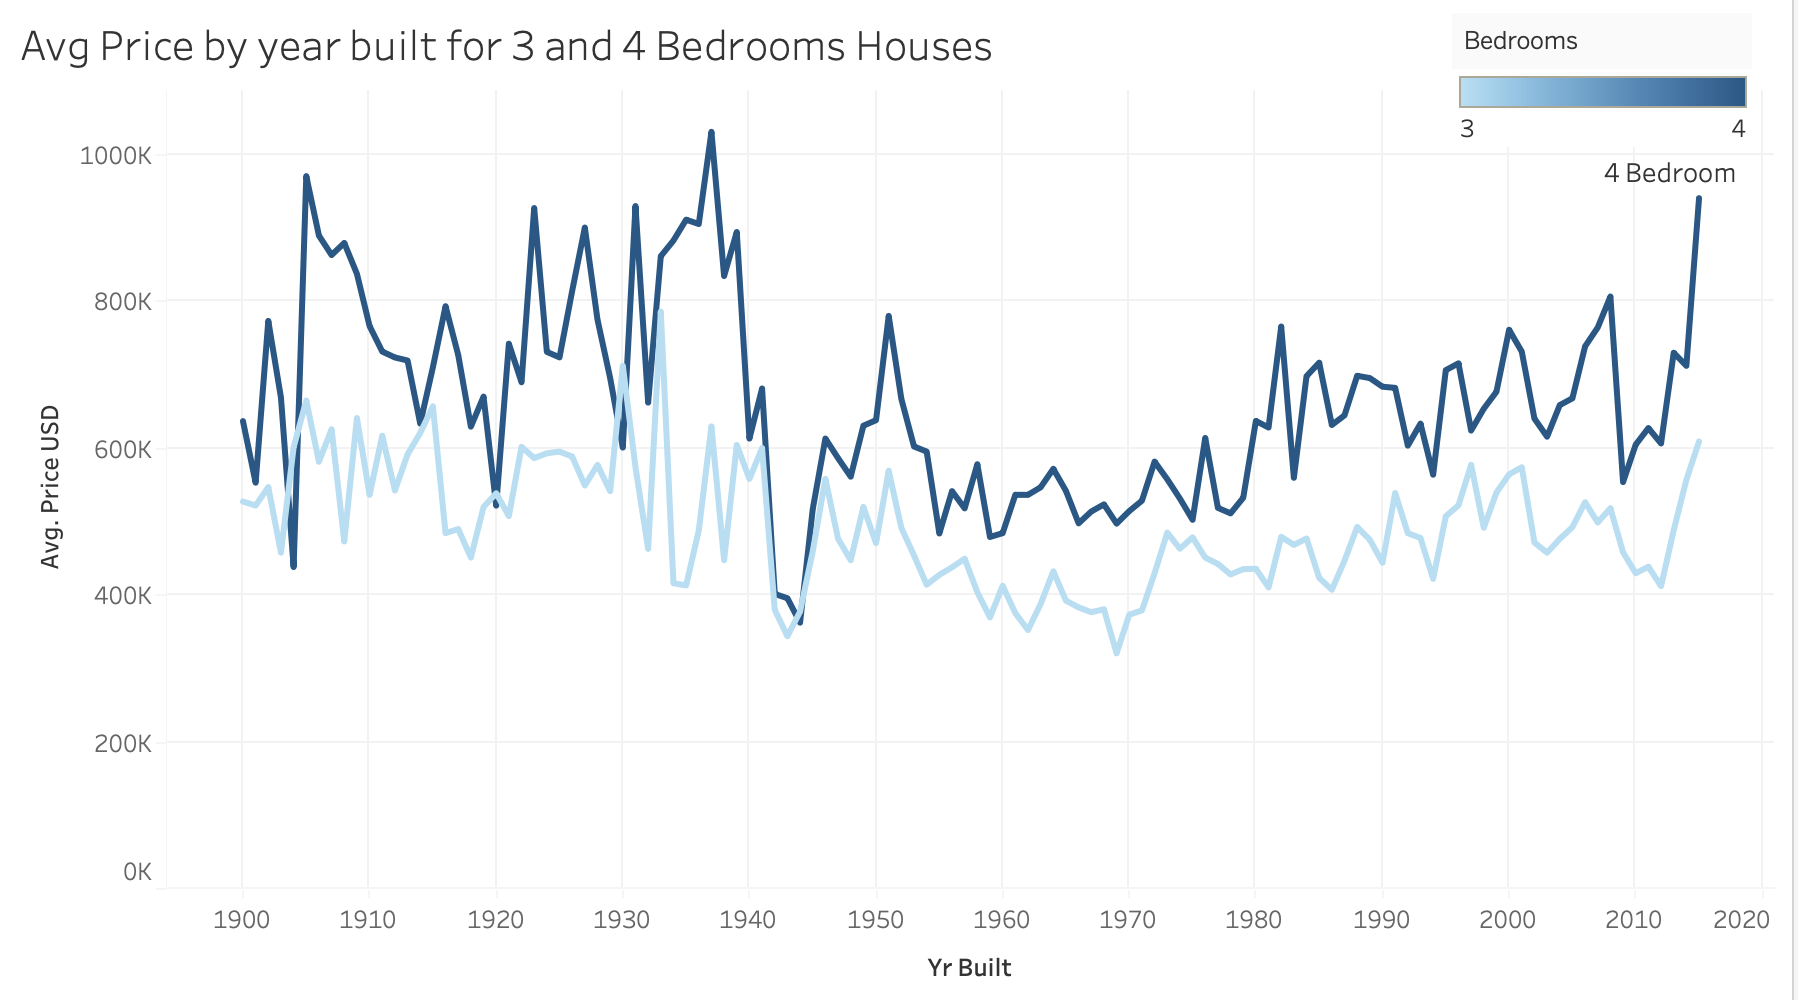 Avg Price by year built for 3 and 4 Bedrooms Houses
Bedrooms
3 4
4 Bedroom
Avg. Price USD
1000K
800K
600K
400K
200K
0K
1900 1910 1920 1930 1940 1950 1960 1970 1980 1990 2000 2010 2020
Yr Built